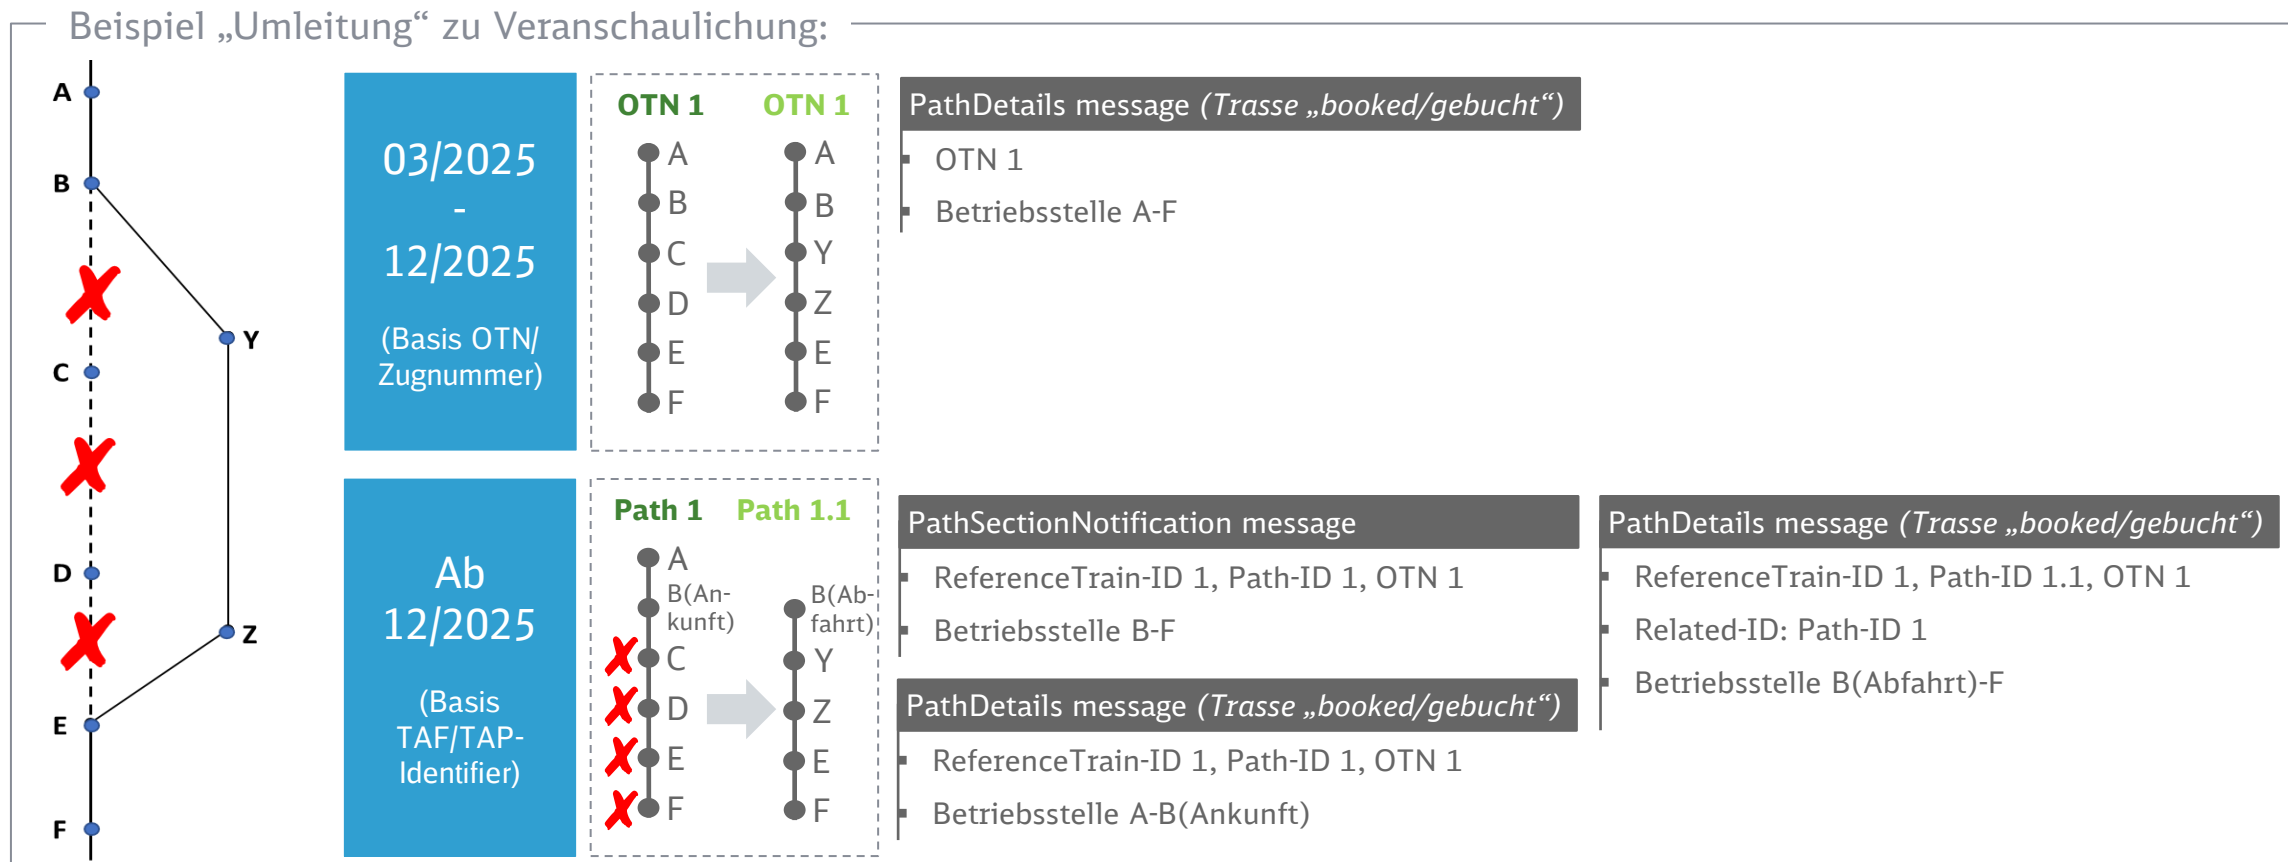 Beispiel „Umleitung“ zu Veranschaulichung:
A
B
C
D
E
F
Y
Z
03/2025
-
12/2025
(Basis OTN/
Zugnummer)
OTN 1
A
B
C
D
E
F
OTN 1
A
B
Y
Z
E
F
PathDetails message (Trasse „booked/gebucht“)
OTN 1
Betriebsstelle A-F
Ab
12/2025
(Basis
TAF/TAP-
Identifier)
Path 1
A
B(An-
kunft)
C
D
E
F
Path 1.1
B(Ab-
fahrt)
Y
Z
E
F
PathSectionNotification message
ReferenceTrain-ID 1, Path-ID 1, OTN 1
Betriebsstelle B-F
PathDetails message (Trasse „booked/gebucht“)
ReferenceTrain-ID 1, Path-ID 1, OTN 1
Betriebsstelle A-B(Ankunft)
PathDetails message (Trasse „booked/gebucht“)
ReferenceTrain-ID 1, Path-ID 1.1, OTN 1
Related-ID: Path-ID 1
Betriebsstelle B(Abfahrt)-F